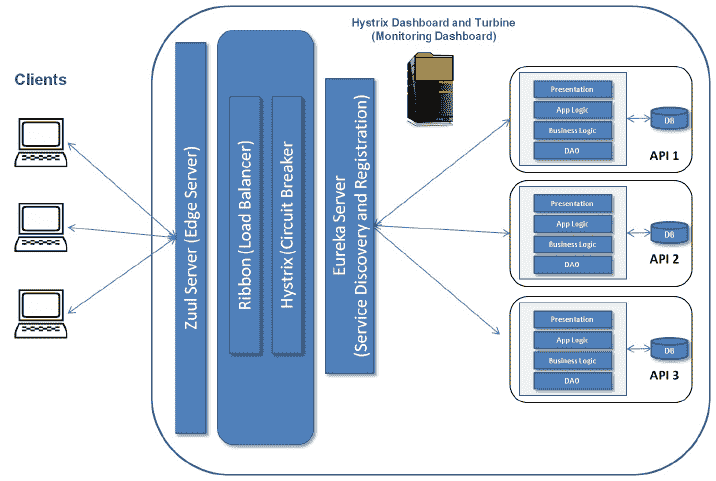 Hystrix Dashboard and Turbine
(Monitoring Dashboard)
Clients
Zuul Server (Edge Server)
Ribbon (Load Balancer)
Hystrix (Circuit Breaker
Eureka Server
(Service Discovery and Registration)
Presentation
App Logic
Business Logic
DAO
DB
API 1
Presentation
App Logic
Business Logic
DAO
DB
API 2
Presentation
App Logic
Business Logic
DAO
DB
API 3